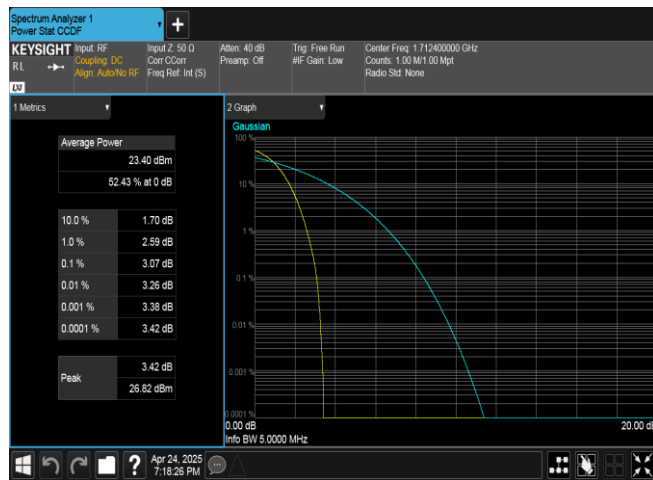 Spectrum Analyzer 1
Power Stat CCDF
+
KEYSIGHT
RL
LXI
Input: RF
Coupling: DC
Align: Auto/No RF
Input Z: 50 Ω
Corr CCorr
Freq Ref: Int (S)
Atten: 40 dB
Preamp: Off
Trig: Free Run
#IF Gain: Low
Center Freq: 1.712400000 GHz
Counts: 1.00 M/1.00 Mpt
Radio Std: None
1 Metrics
Average Power
23.40 dBm
52.43 % at 0 dB
10.0 % 1.70 dB
1.0 % 2.59 dB
0.1 % 3.07 dB
0.01 % 3.26 dB
0.001 % 3.38 dB
0.0001 % 3.42 dB
Peak
3.42 dB
26.82 dBm
2 Graph
Gaussian
100 %
10 %
1 %
0.1 %
0.01 %
0.001 %
0.0001 %
0.00 dB
20.00 d
Info BW 5.0000 MHz
?
Apr 24, 2025
7:18:26 PM